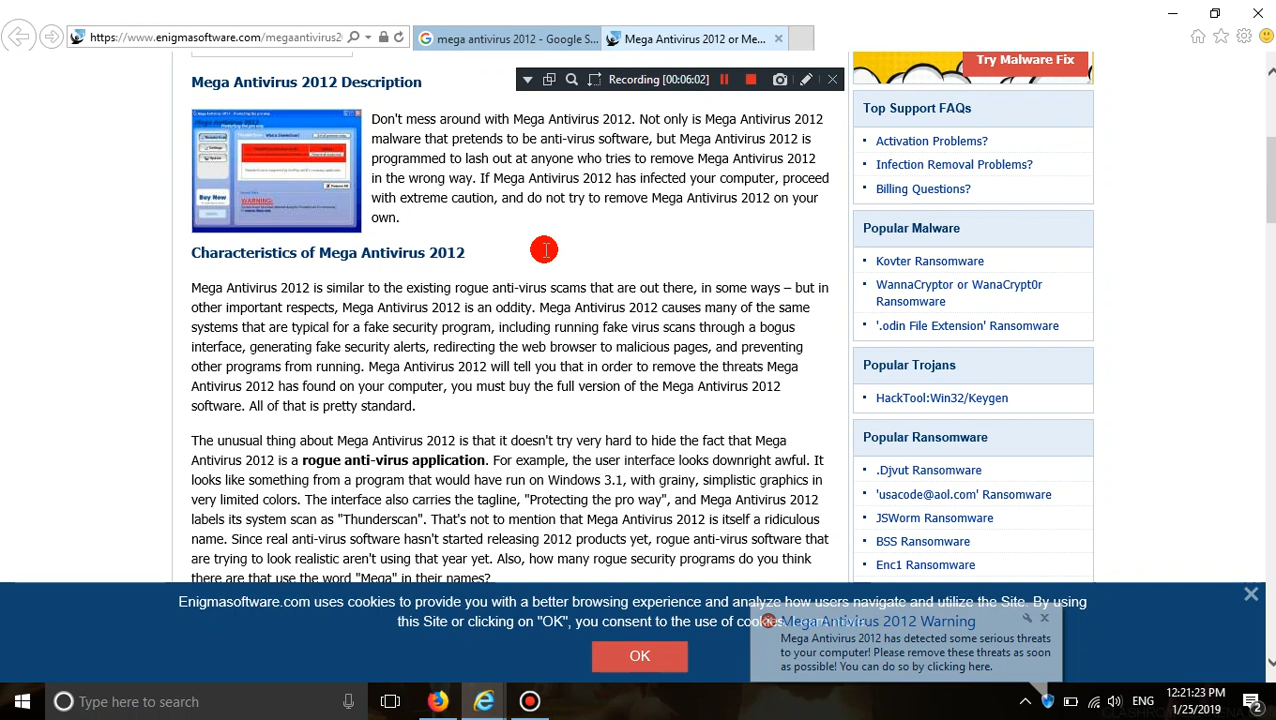 https://www.enigmasoftware.com/megaantivirus2
mega antivirus 2012 - Google S...
Mega Antivirus 2012 or Me...
Recording [00:06:02]
Try Malware Fix
Mega Antivirus 2012 Description
Don't mess around with Mega Antivirus 2012. Not only is Mega Antivirus 2012
malware that pretends to be anti-virus software, but Mega Antivirus 2012 is
programmed to lash out at anyone who tries to remove Mega Antivirus 2012
in the wrong way. If Mega Antivirus 2012 has infected your computer, proceed
with extreme caution, and do not try to remove Mega Antivirus 2012 on your
own.
Buy Now
WARNING:
Characteristics of Mega Antivirus 2012
Mega Antivirus 2012 is similar to the existing rogue anti-virus scams that are out there, in some ways – but in
other important respects, Mega Antivirus 2012 is an oddity. Mega Antivirus 2012 causes many of the same
systems that are typical for a fake security program, including running fake virus scans through a bogus
interface, generating fake security alerts, redirecting the web browser to malicious pages, and preventing
other programs from running. Mega Antivirus 2012 will tell you that in order to remove the threats Mega
Antivirus 2012 has found on your computer, you must buy the full version of the Mega Antivirus 2012
software. All of that is pretty standard.
The unusual thing about Mega Antivirus 2012 is that it doesn't try very hard to hide the fact that Mega
Antivirus 2012 is a rogue anti-virus application. For example, the user interface looks downright awful. It
looks like something from a program that would have run on Windows 3.1, with grainy, simplistic graphics in
very limited colors. The interface also carries the tagline, "Protecting the pro way", and Mega Antivirus 2012
labels its system scan as "Thunderscan". That's not to mention that Mega Antivirus 2012 is itself a ridiculous
name. Since real anti-virus software hasn't started releasing 2012 products yet, rogue anti-virus software that
are trying to look realistic aren't using that year yet. Also, how many rogue security programs do you think
there are that use the word "Mega" in their names?
Top Support FAQs
Activation Problems?
Infection Removal Problems?
Billing Questions?
Popular Malware
Kovter Ransomware
WannaCryptor or WanaCrypt0r
Ransomware
'.odin File Extension' Ransomware
Popular Trojans
HackTool:Win32/Keygen
Popular Ransomware
.Djvut Ransomware
'usacode@aol.com' Ransomware
JSWorm Ransomware
BSS Ransomware
Enc1 Ransomware
Enigmasoftware.com uses cookies to provide you with a better browsing experience and analyze how users navigate and utilize the Site. By using
this Site or clicking on "OK", you consent to the use of cookies.
OK
Mega Antivirus 2012 Warning
Mega Antivirus 2012 has detected some serious threats
to your computer! Please remove these threats as soon
as possible! You can do so by clicking here.
Type here to search
ENG
12:21:23 PM
1/25/2019
2